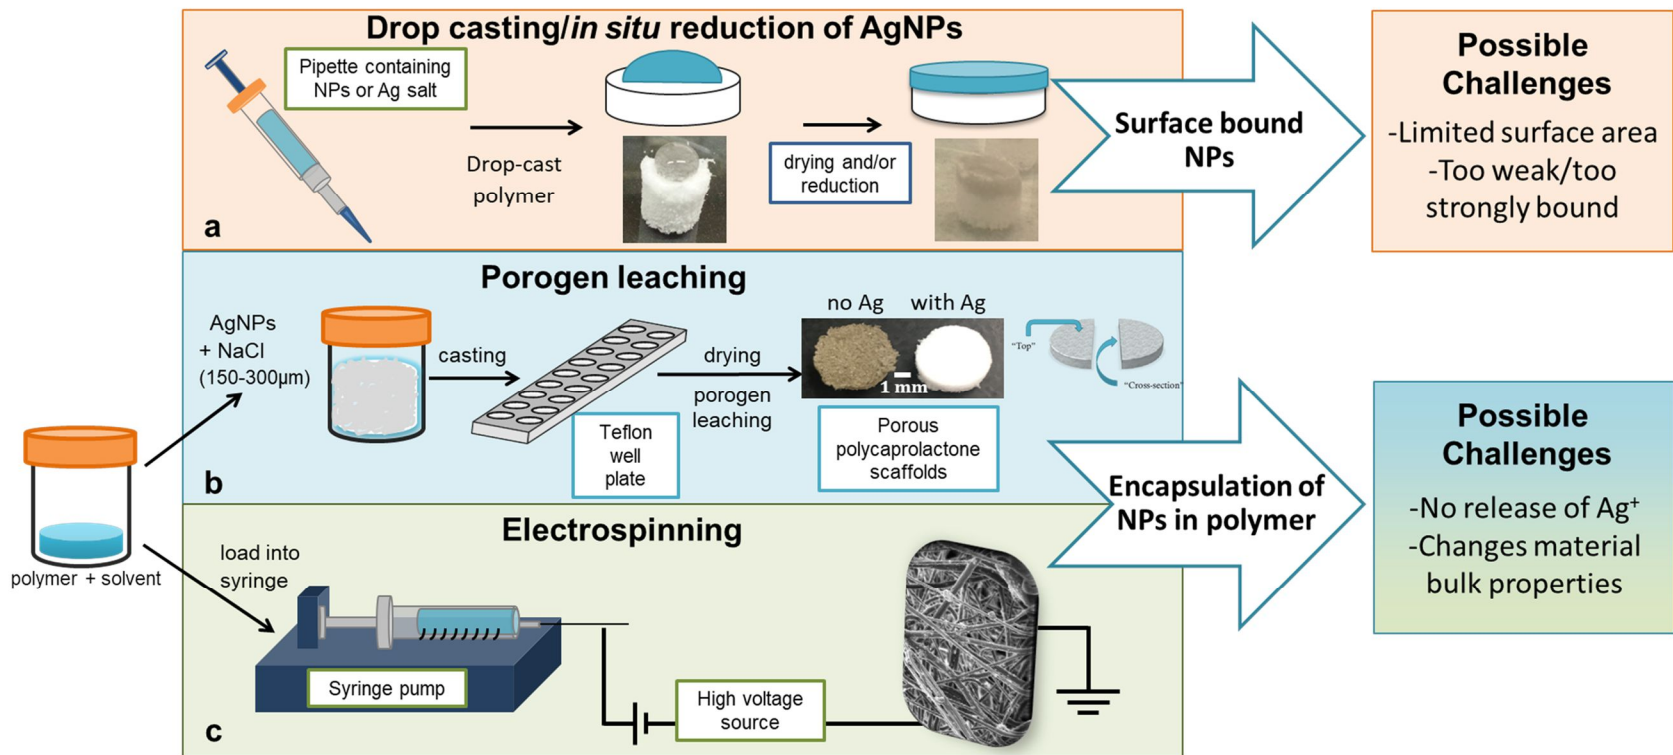 Drop casting/in situ reduction of AgNPs
Pipette containing
NPs or Ag salt
Drop-cast
polymer
drying and/or
reduction
a
Surface bound
NPs
Possible
Challenges
-Limited surface area
-Too weak/too
strongly bound
Porogen leaching
AgNPs
+ NaCl
(150-300µm)
casting
drying
porogen
leaching
Teflon
well
plate
no Ag
with Ag
1 mm
Porous
polycaprolactone
scaffolds
"Top"
"Cross-section"
b
polymer + solvent
Encapsulation of
NPs in polymer
Possible
Challenges
-No release of Ag⁺
-Changes material
bulk properties
Electrospinning
load into
syringe
Syringe pump
High voltage
source
c